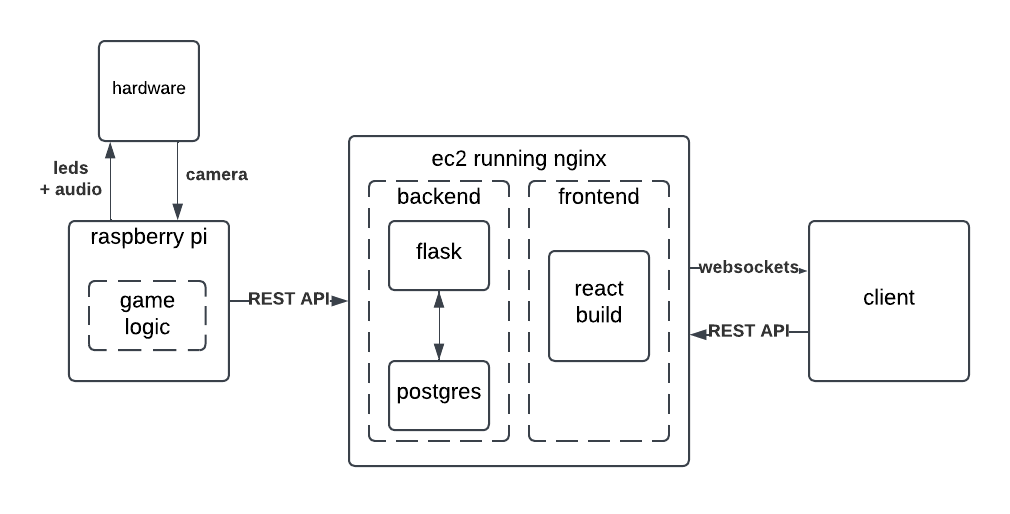 hardware
leds
+ audio
camera
raspberry pi
game
logic
REST API
ec2 running nginx
backend
flask
postgres
frontend
react
build
websockets
REST API
client